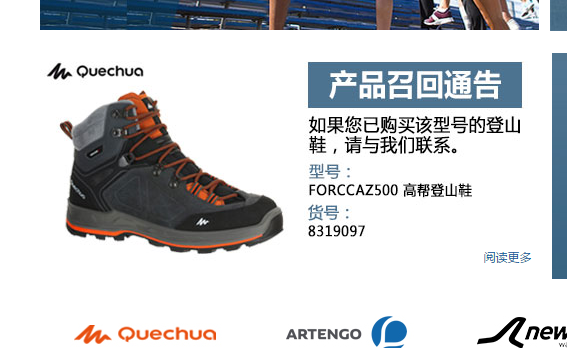 Quechua
产品召回通告
如果您已购买该型号的登山
鞋，请与我们联系。
型号：
FORCCAZ500 高帮登山鞋
货号：
8319097
阅读更多
Quechua
ARTENGO
new